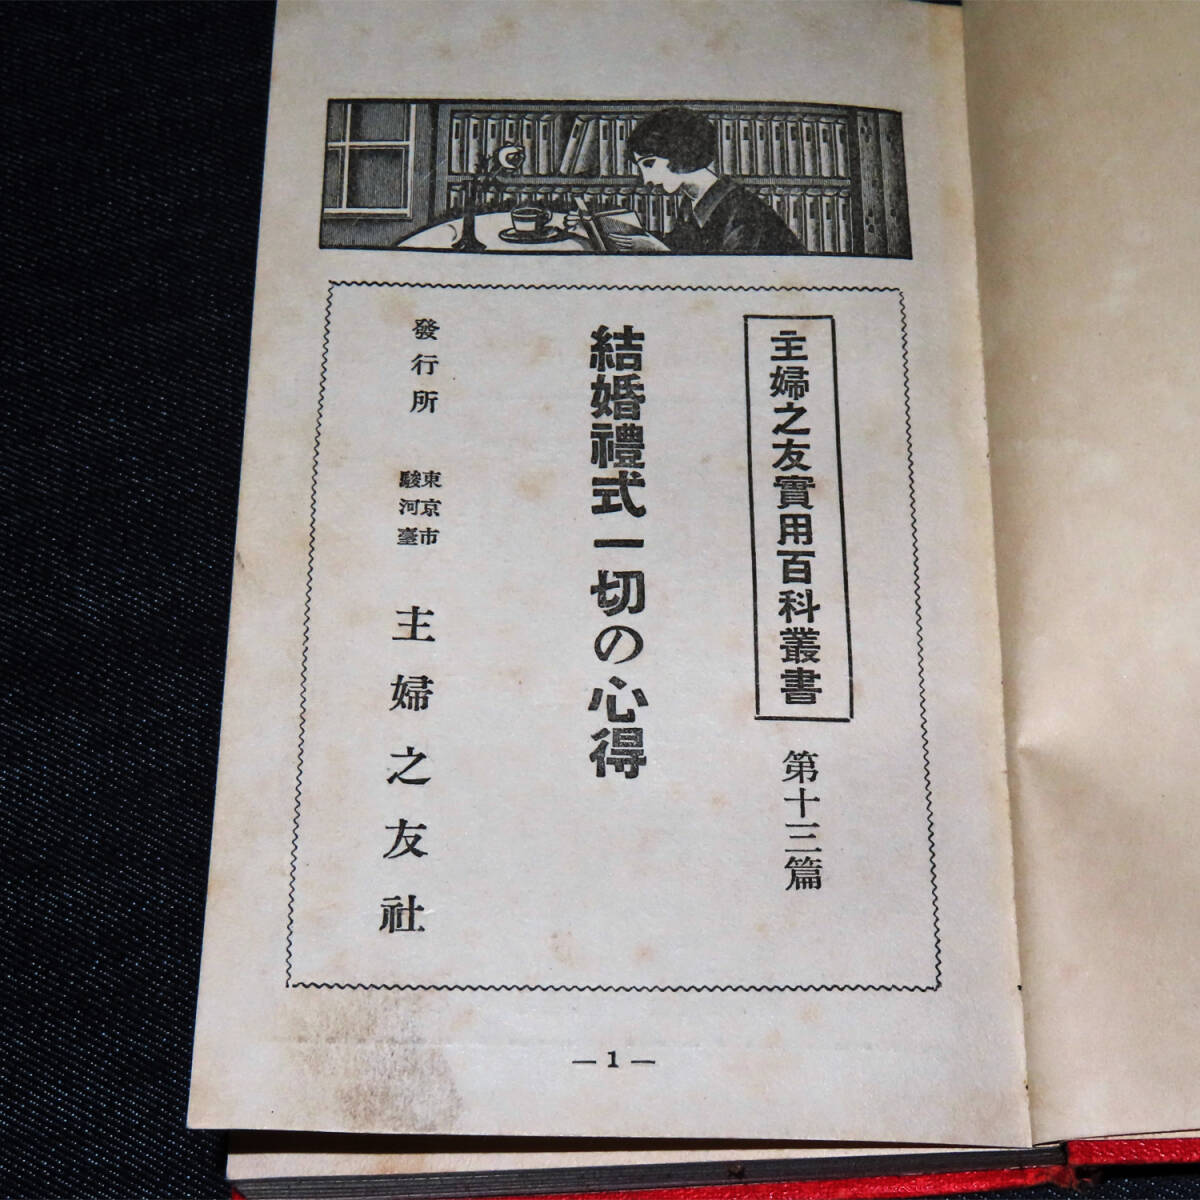 主婦之友實用百科叢書
第十三篇
結婚禮式一切の心得
發行所
東京市
駿河臺
主婦之友社
— 1 —